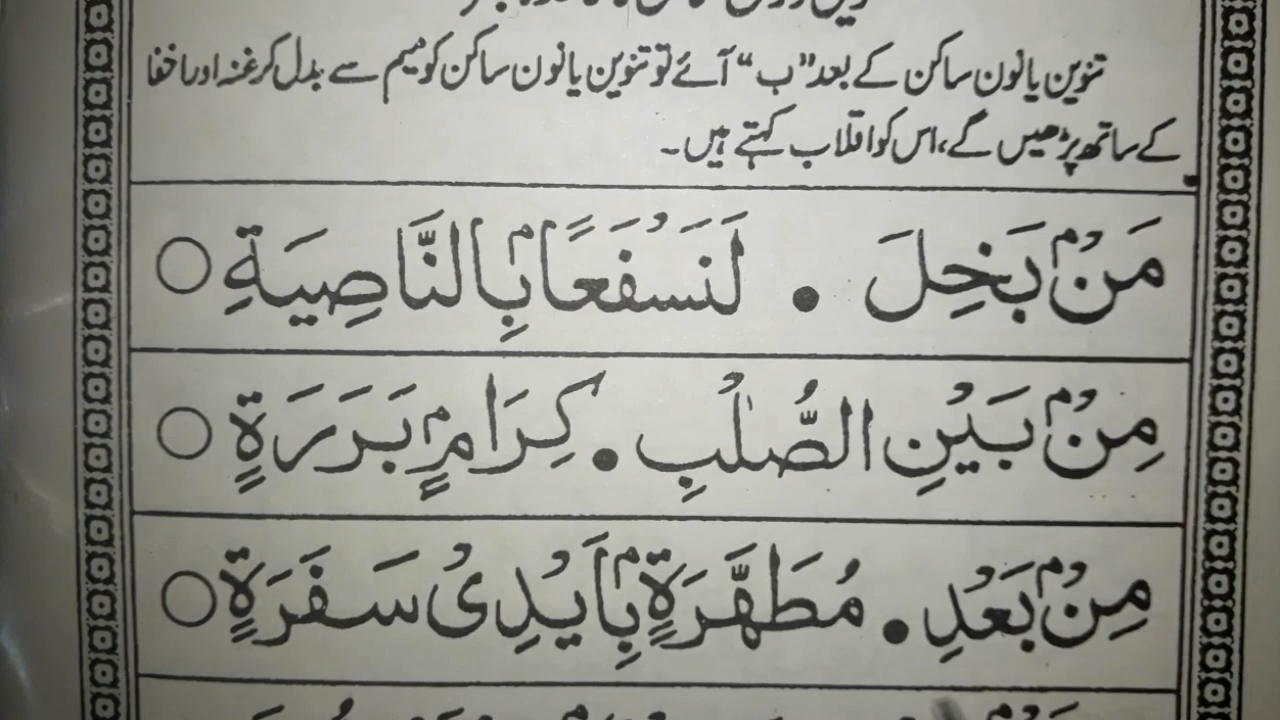 تنوین یا نون ساکن کے بعد ”ب“ آئے تو تنوین یا نون ساکن کو میم سے بدل کر غنہ اور اخفا
کے ساتھ پڑھیں گے، اس کو اقلاب کہتے ہیں۔
مَنْۢ بَخِلَ ● لَنَسْفَعًاۢ بِالنَّاصِيَةِ ○
مِنْۢ بَيْنِ الصُّلْبِ ● كِرَامٍۢ بَرَرَةٍ ○
مِنْۢ بَعْدِ ● مُطَهَّرَةٍۢ بِاَيْدِىْ سَفَرَةٍ ○